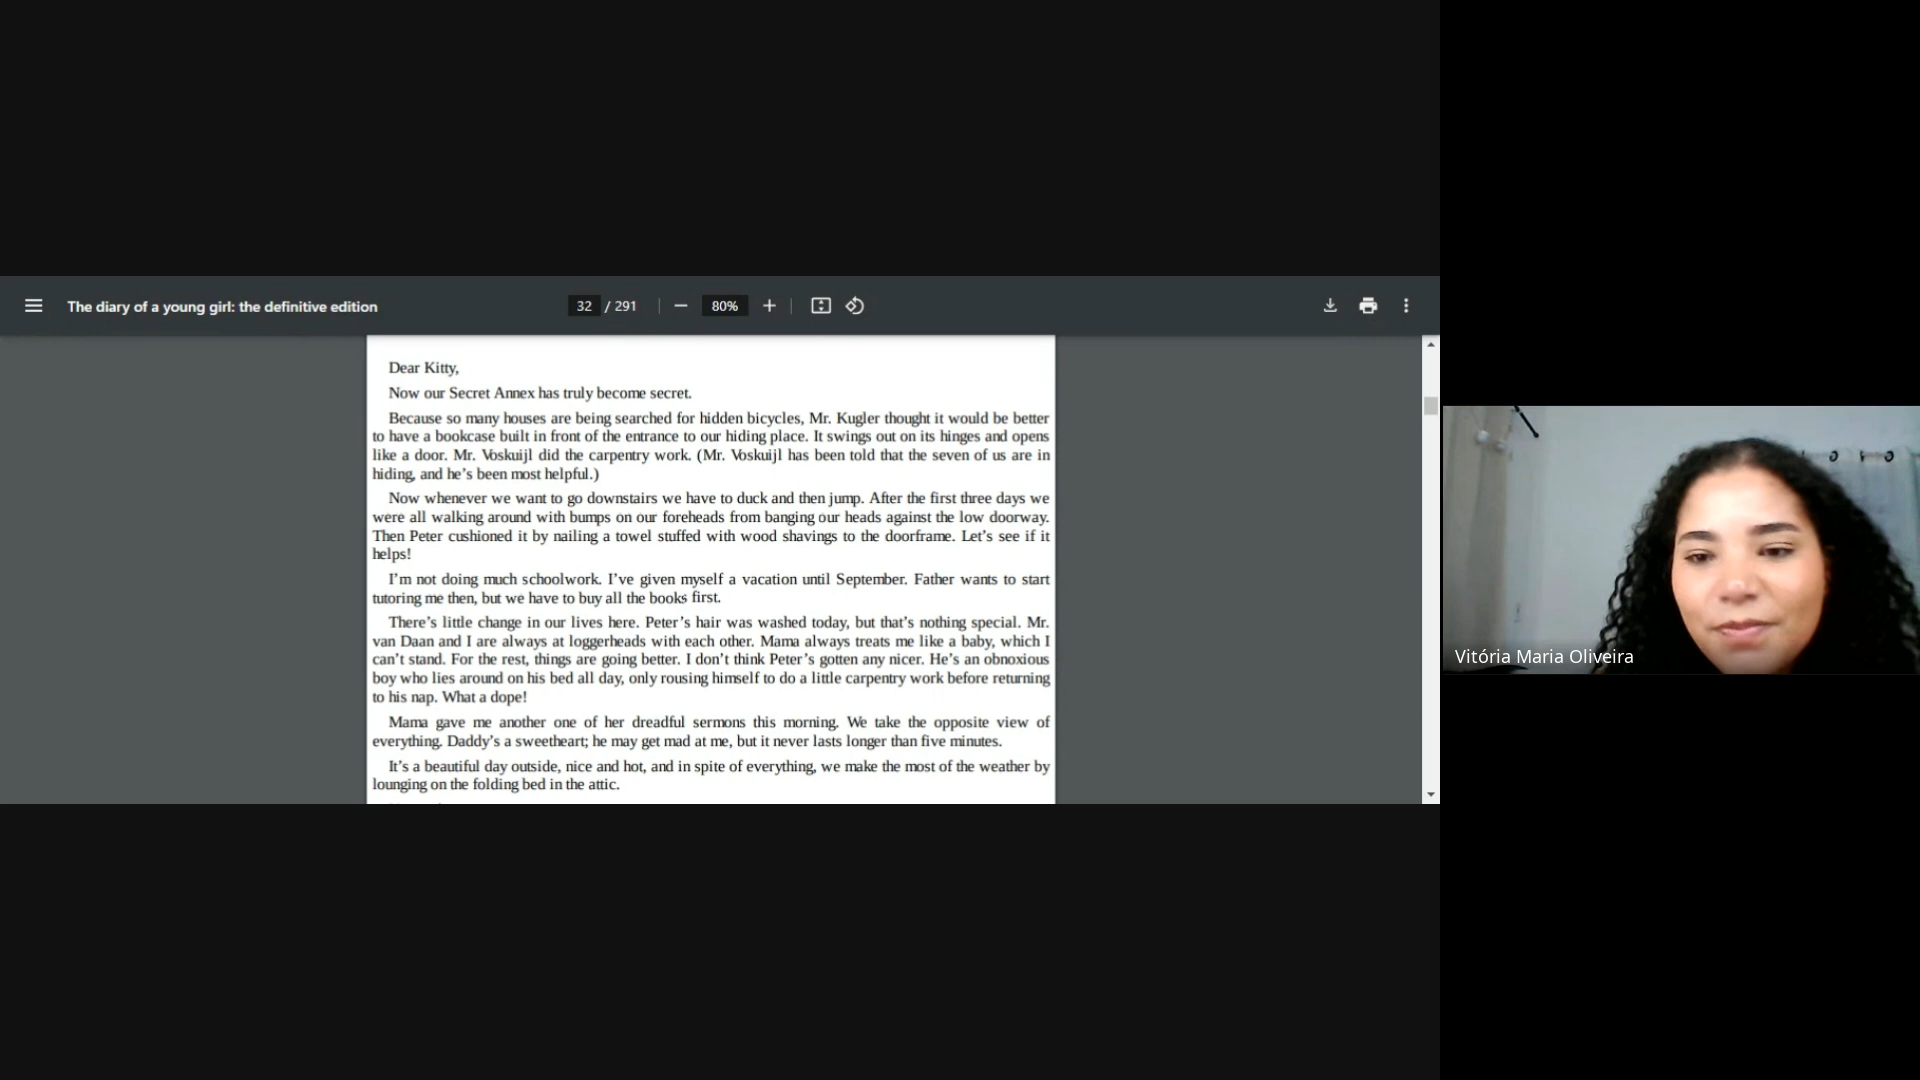 The diary of a young girl: the definitive edition
32 / 291
80%
Dear Kitty,
Now our Secret Annex has truly become secret.
Because so many houses are being searched for hidden bicycles, Mr. Kugler thought it would be better
to have a bookcase built in front of the entrance to our hiding place. It swings out on its hinges and opens
like a door. Mr. Voskuijl did the carpentry work. (Mr. Voskuijl has been told that the seven of us are in
hiding, and he’s been most helpful.)
Now whenever we want to go downstairs we have to duck and then jump. After the first three days we
were all walking around with bumps on our foreheads from banging our heads against the low doorway.
Then Peter cushioned it by nailing a towel stuffed with wood shavings to the doorframe. Let’s see if it
helps!
I’m not doing much schoolwork. I’ve given myself a vacation until September. Father wants to start
tutoring me then, but we have to buy all the books first.
There’s little change in our lives here. Peter’s hair was washed today, but that’s nothing special. Mr.
van Daan and I are always at loggerheads with each other. Mama always treats me like a baby, which I
can’t stand. For the rest, things are going better. I don’t think Peter’s gotten any nicer. He’s an obnoxious
boy who lies around on his bed all day, only rousing himself to do a little carpentry work before returning
to his nap. What a dope!
Mama gave me another one of her dreadful sermons this morning. We take the opposite view of
everything. Daddy’s a sweetheart; he may get mad at me, but it never lasts longer than five minutes.
It’s a beautiful day outside, nice and hot, and in spite of everything, we make the most of the weather by
lounging on the folding bed in the attic.
Vitória Maria Oliveira